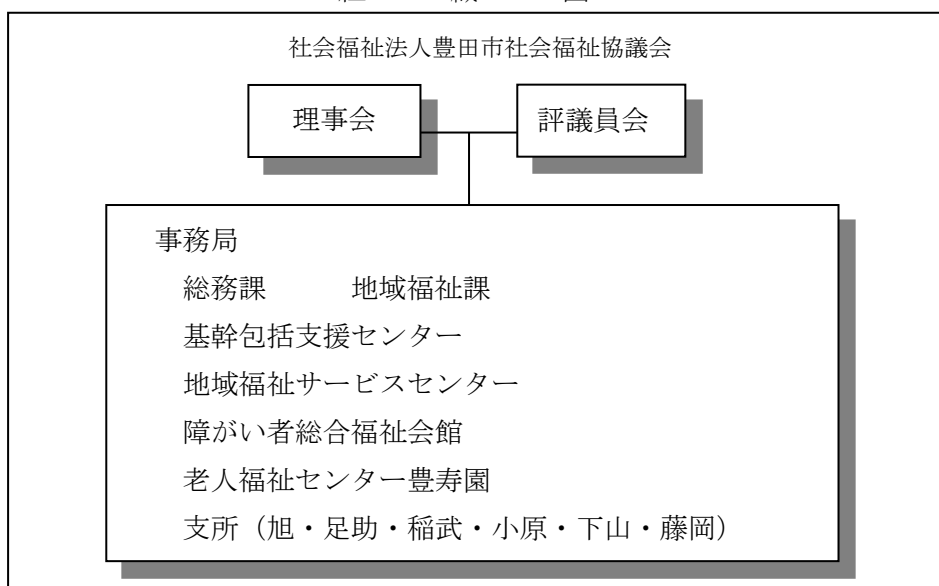 社会福祉法人豊田市社会福祉協議会
理事会 評議員会
事務局
総務課 地域福祉課
基幹包括支援センター
地域福祉サービスセンター
障がい者総合福祉会館
老人福祉センター豊寿園
支所（旭・足助・稲武・小原・下山・藤岡）